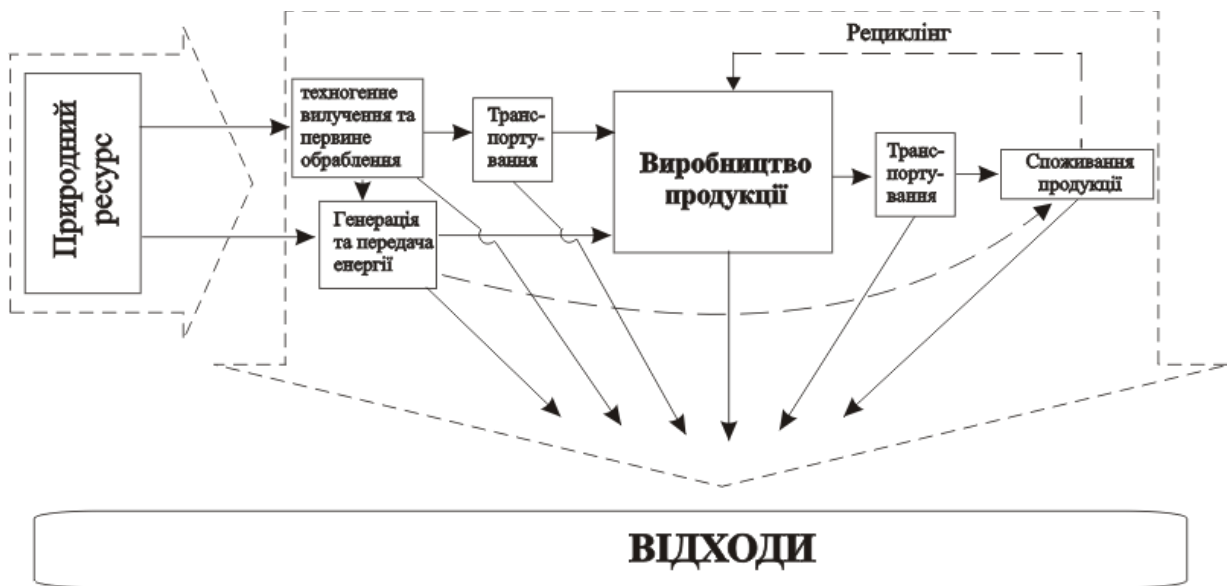 Рециклінг
Природний
ресурс
техногенне
вилучення та
первине
обраблення
Транс-
порту-
вання
Генерація
та передача
енергії
Виробництво
продукції
Транс-
порту-
вання
Споживання
продукції
ВІДХОДИ